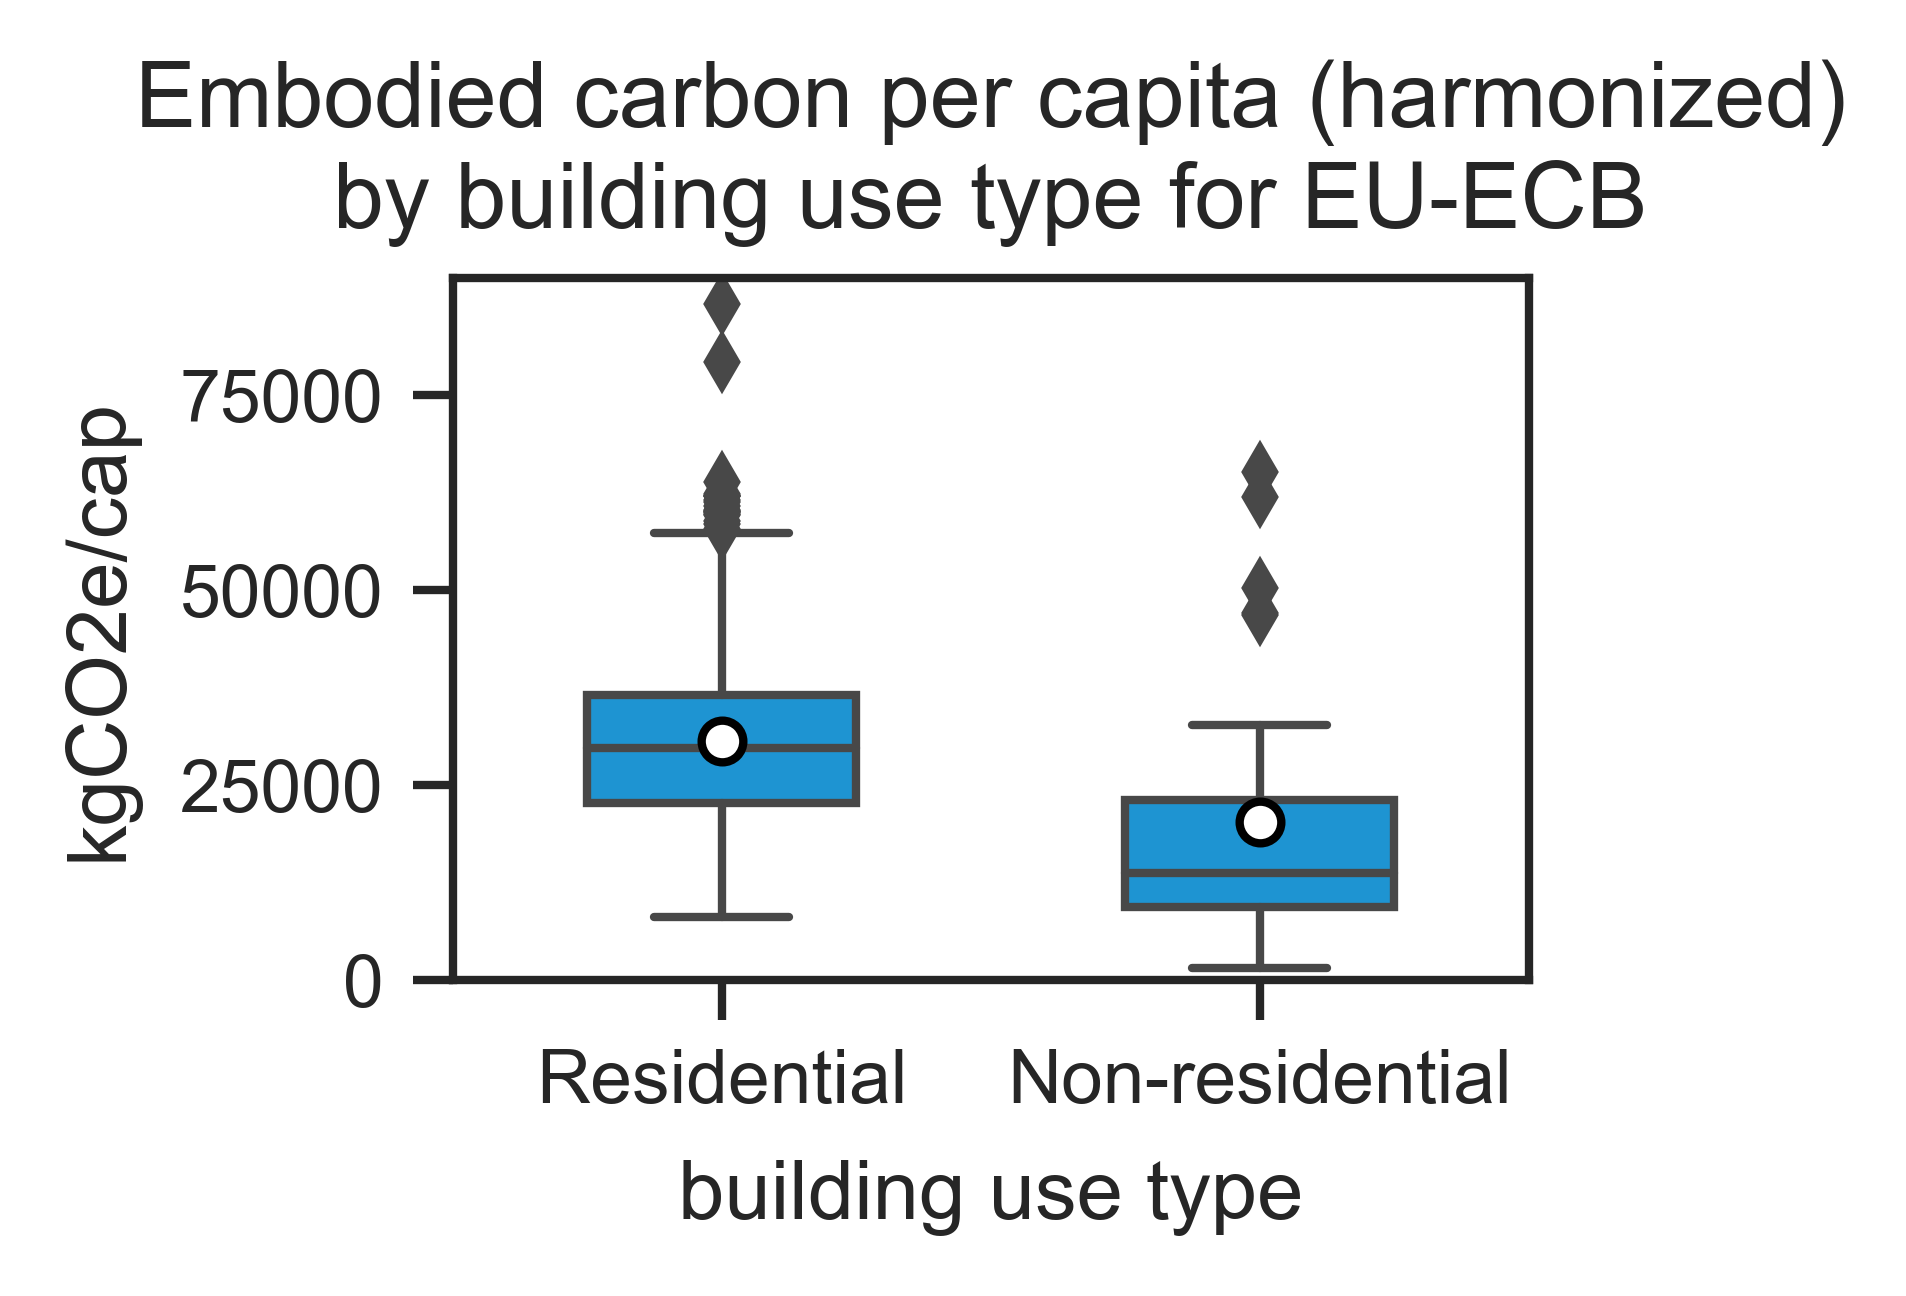 Embodied carbon per capita (harmonized)
by building use type for EU-ECB
kgCO2e/cap
75000
50000
25000
0
Residential
Non-residential
building use type